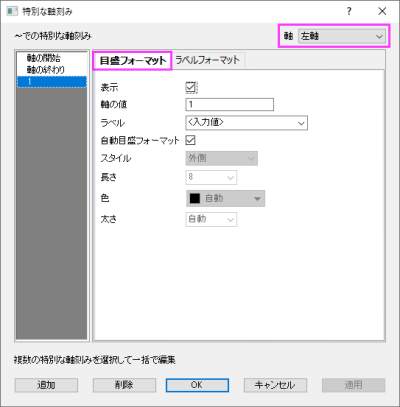 特別な軸刻み
?
～での特別な軸刻み
軸 左軸
軸の開始
軸の終わり
1
目盛フォーマット ラベルフォーマット
表示
軸の値 1
ラベル <入力値>
自動目盛フォーマット
スタイル 外側
長さ 8
色 自動
太さ 自動
複数の特別な軸刻みを選択して一括で編集
追加 削除 OK キャンセル 適用